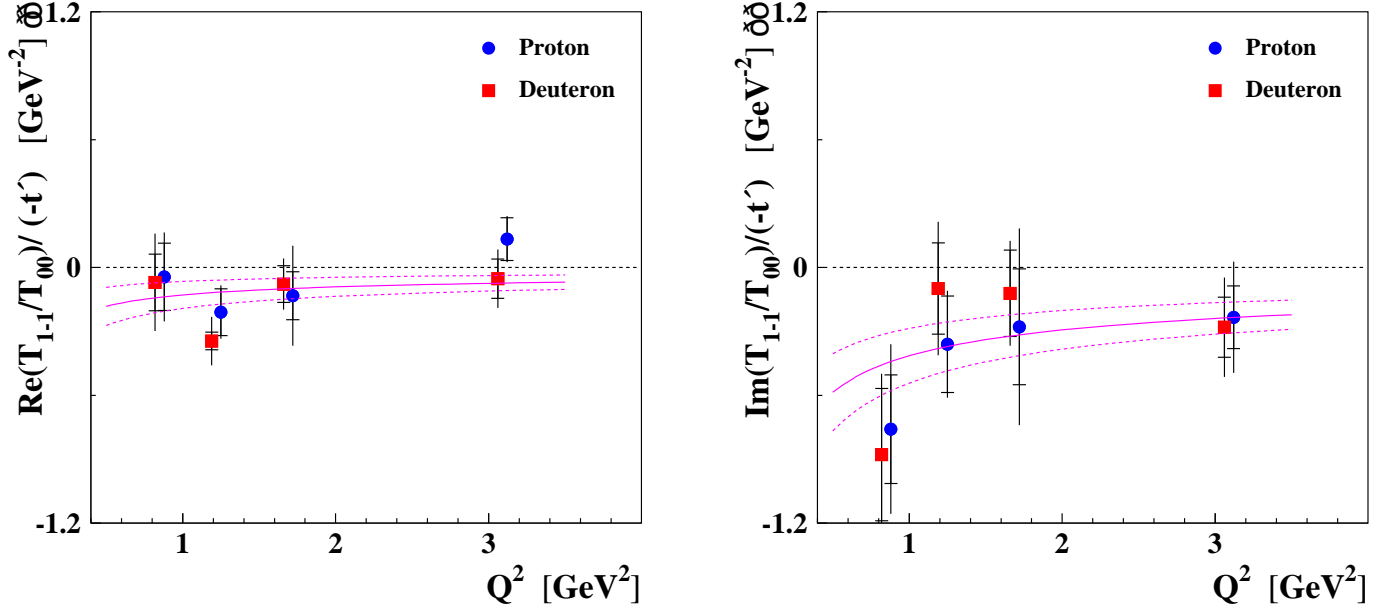 Re(T1-1/T00)/(-t´) [GeV-2]
1.2
0
-1.2
Proton
Deuteron
1
2
3
Q2 [GeV2]
Im(T1-1/T00)/(-t´) [GeV-2]
1.2
0
-1.2
Proton
Deuteron
1
2
3
Q2 [GeV2]